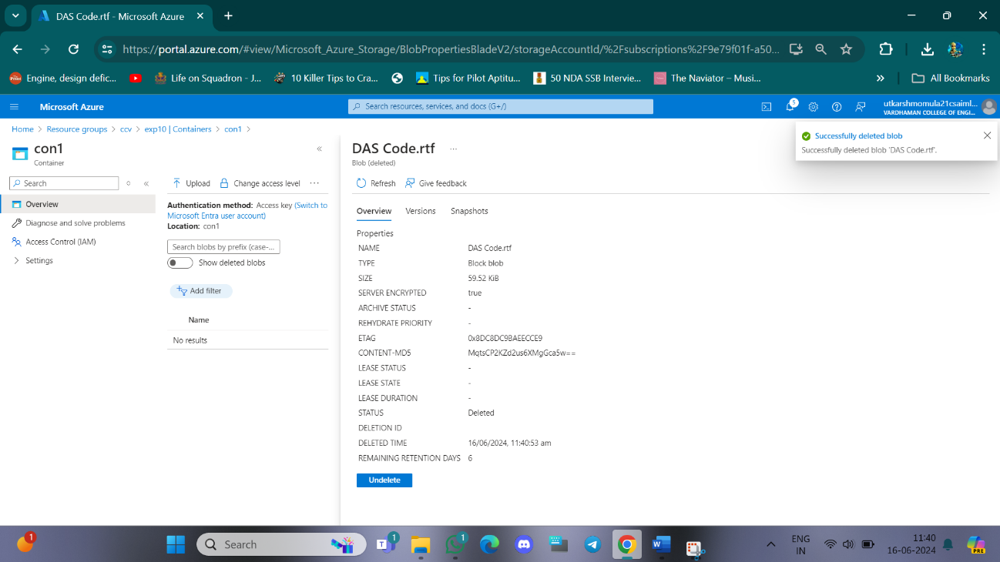 DAS Code.rtf - Microsoft Azure
https://portal.azure.com/#view/Microsoft_Azure_Storage/BlobPropertiesBladeV2/storageAccountId/%2Fsubscriptions%2F9e79f01f-a50...
Engine, design defic...
Life on Squadron - J...
10 Killer Tips to Cra...
Tips for Pilot Aptitu...
50 NDA SSB Intervie...
The Naviator – Musi...
All Bookmarks
Microsoft Azure
Search resources, services, and docs (G+/)
5
utkarshmomula21csaiml...
VARDHAMAN COLLEGE OF ENGI...
Home > Resource groups > ccv > exp10 | Containers > con1 >
Successfully deleted blob
Successfully deleted blob 'DAS Code.rtf'.
con1
Container
Search
Overview
Diagnose and solve problems
Access Control (IAM)
Settings
Upload
Change access level
Authentication method: Access key (Switch to
Microsoft Entra user account)
Location: con1
Search blobs by prefix (case-...
Show deleted blobs
Add filter
Name
No results
DAS Code.rtf
Blob (deleted)
Refresh
Give feedback
Overview
Versions
Snapshots
Properties
NAME DAS Code.rtf
TYPE Block blob
SIZE 59.52 KiB
SERVER ENCRYPTED true
ARCHIVE STATUS -
REHYDRATE PRIORITY -
ETAG 0x8DC8DC9BAEECCE9
CONTENT-MD5 MqtsCP2KZd2us6XMgGca5w==
LEASE STATUS -
LEASE STATE -
LEASE DURATION -
STATUS Deleted
DELETION ID
DELETED TIME 16/06/2024, 11:40:53 am
REMAINING RETENTION DAYS 6
Undelete
1
Search
1
1
ENG
IN
11:40
16-06-2024
PRE